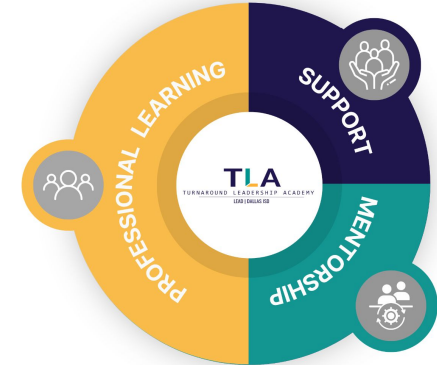 PROFESSIONAL LEARNING
SUPPORT
TLA
TURNAROUND LEADERSHIP ACADEMY
LEAD | DALLAS ISD
MENTORSHIP